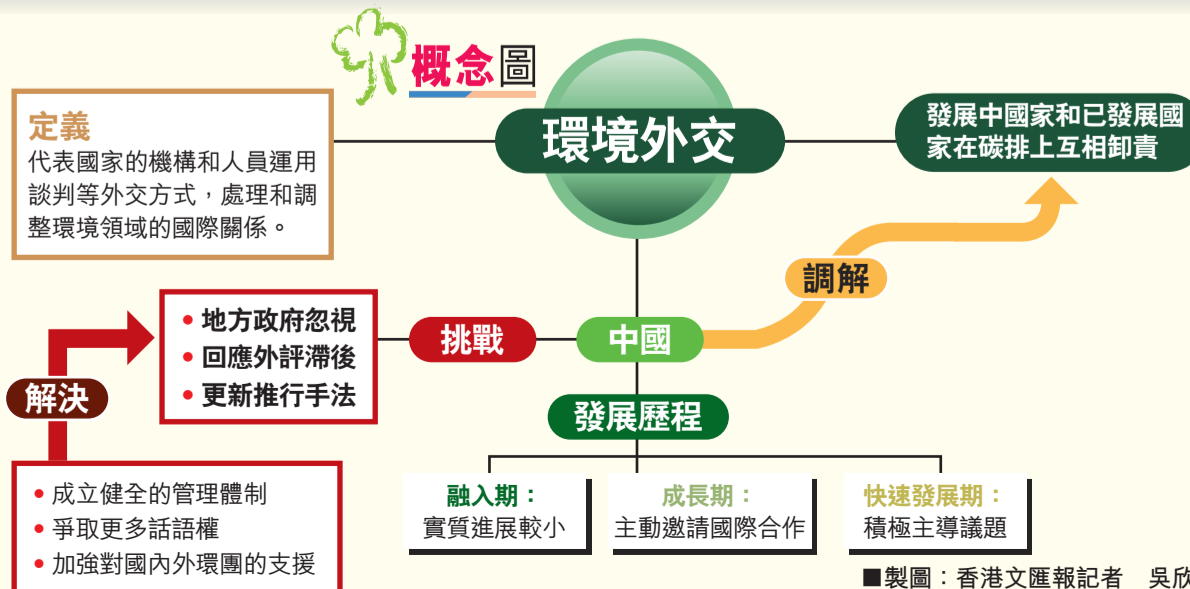 概念圖
環境外交
定義
代表國家的機構和人員運用
談判等外交方式，處理和調
整環境領域的國際關係。
發展中國家和已發展國
家在碳排上互相卸責
調解
• 地方政府忽視
• 回應外評滯後
• 更新推行手法
挑戰
中國
解決
發展歷程
• 成立健全的管理體制
• 爭取更多話語權
• 加強對國內外環團的支援
融入期：
實質進展較小
成長期：
主動邀請國際合作
快速發展期：
積極主導議題
■製圖：香港文匯報記者　吳欣